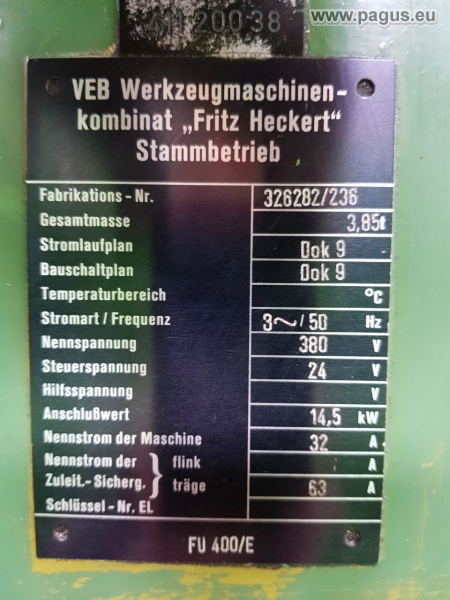 www.pagus.eu
41120038
VEB Werkzeugmaschinen-
kombinat „Fritz Heckert"
Stammbetrieb
Fabrikations - Nr. 326282/236
Gesamtmasse 3,85t
Stromlaufplan Dok 9
Bauschaltplan Dok 9
Temperaturbereich °C
Stromart / Frequenz 3~/50 Hz
Nennspannung 380 V
Steuerspannung 24 V
Hilfsspannung V
Anschlußwert 14,5 kW
Nennstrom der Maschine 32 A
Nennstrom der } flink A
Zuleit.- Sicherg. } träge 63 A
Schlüssel - Nr. EL
FU 400/E